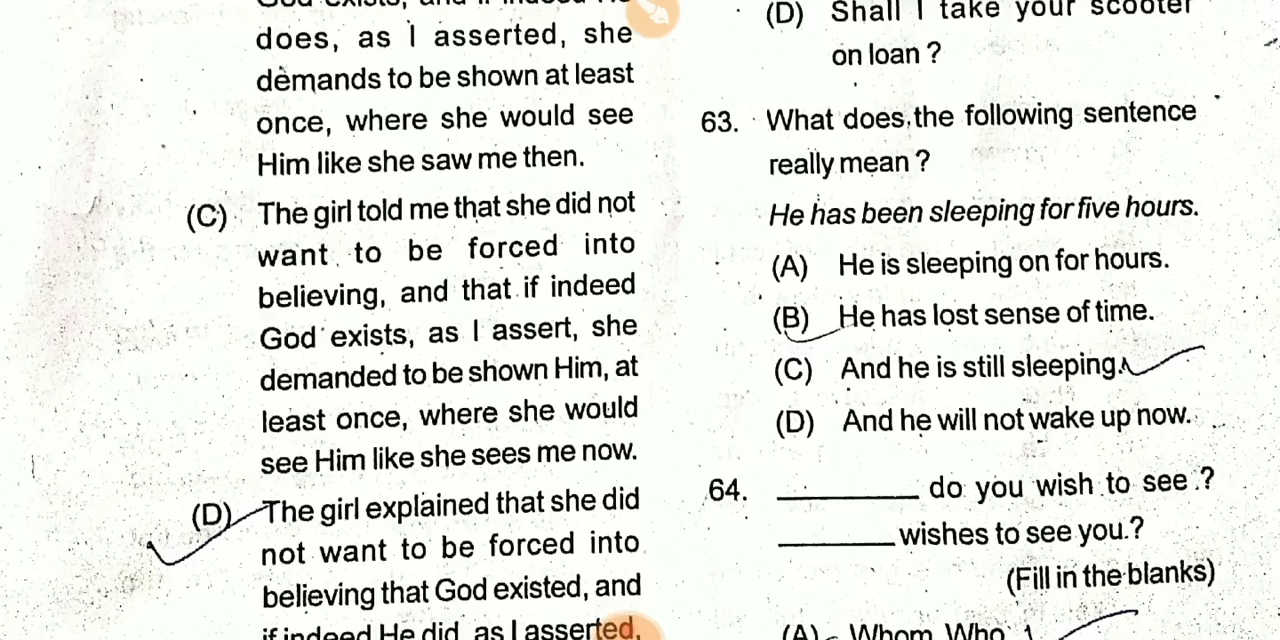 does, as I asserted, she
demands to be shown at least
once, where she would see
Him like she saw me then.
(C) The girl told me that she did not
want to be forced into
believing, and that if indeed
God exists, as I assert, she
demanded to be shown Him, at
least once, where she would
see Him like she sees me now.
(D) The girl explained that she did
not want to be forced into
believing that God existed, and
if indeed He did, as I asserted,
(D) Shall I take your scooter
on loan ?
63. What does the following sentence
really mean ?
He has been sleeping for five hours.
(A) He is sleeping on for hours.
(B) He has lost sense of time.
(C) And he is still sleeping.
(D) And he will not wake up now.
64. ________ do you wish to see ?
________ wishes to see you ?
(Fill in the blanks)
(A) Whom, Who